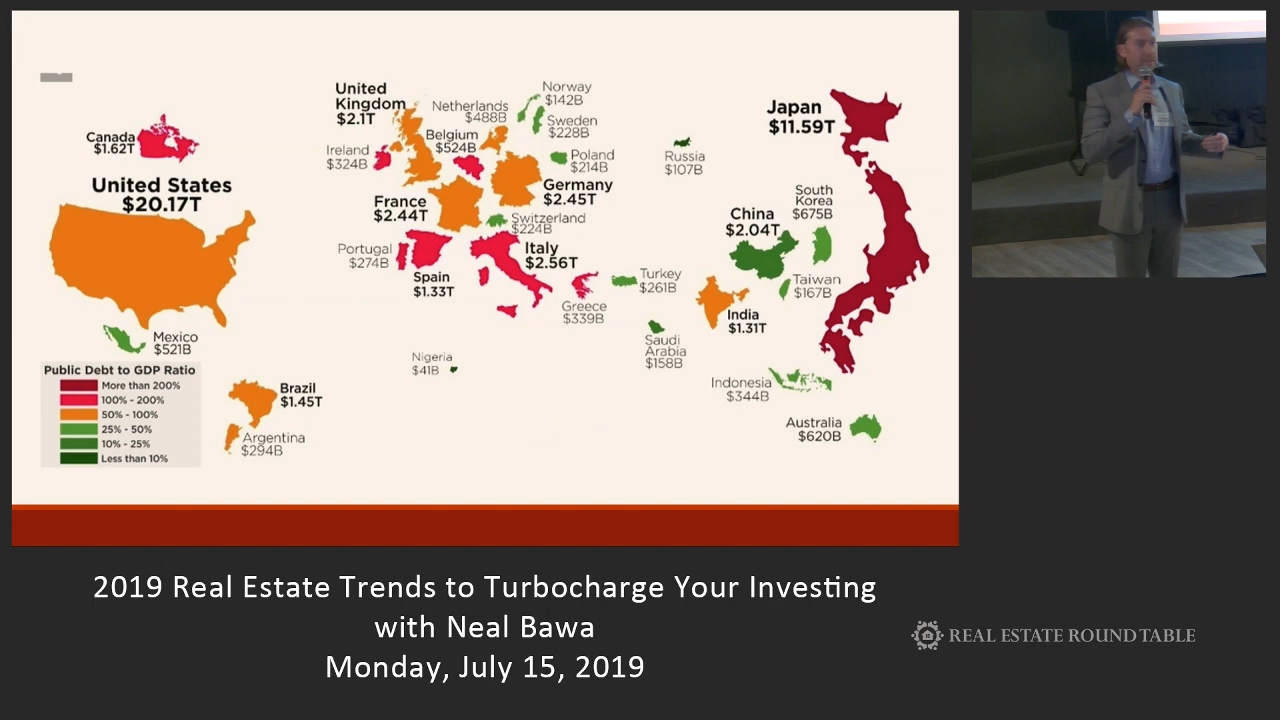 Canada
$1.62T
United States
$20.17T
Mexico
$521B
Public Debt to GDP Ratio
More than 200%
100% - 200%
50% - 100%
25% - 50%
10% - 25%
Less than 10%
Brazil
$1.45T
Argentina
$294B
United
Kingdom
$2.1T
Netherlands
$488B
Norway
$142B
Sweden
$228B
Belgium
$524B
Ireland
$324B
Poland
$214B
Germany
$2.45T
France
$2.44T
Switzerland
$224B
Portugal
$274B
Spain
$1.33T
Italy
$2.56T
Greece
$339B
Turkey
$261B
Nigeria
$41B
Russia
$107B
Japan
$11.59T
South
Korea
$675B
China
$2.04T
Taiwan
$167B
India
$1.31T
Saudi
Arabia
$158B
Indonesia
$344B
Australia
$620B
2019 Real Estate Trends to Turbocharge Your Investing
with Neal Bawa
Monday, July 15, 2019
REAL ESTATE ROUND TABLE